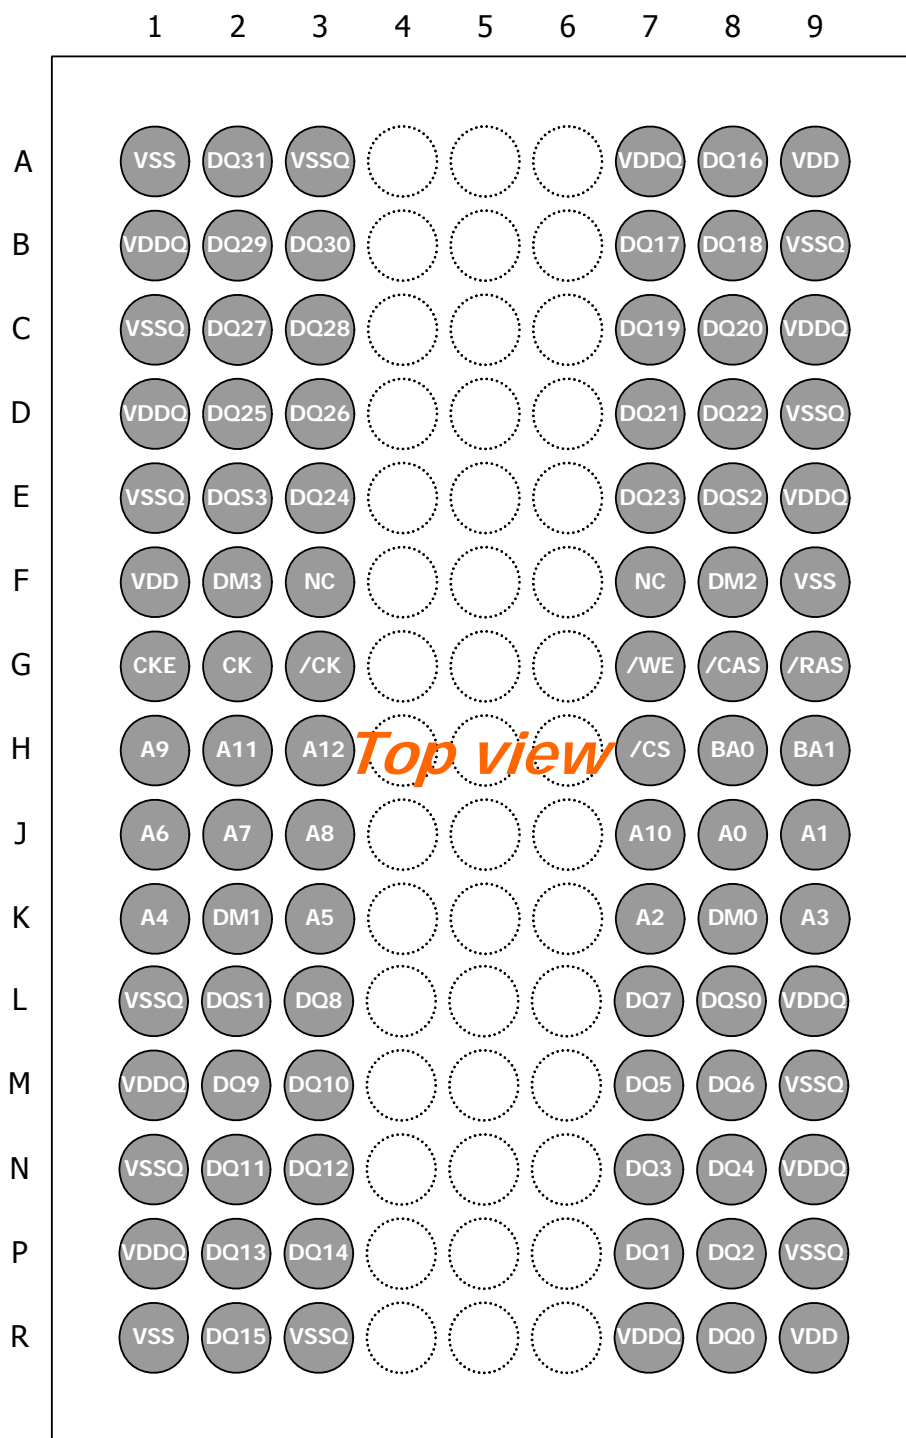 1 2 3 4 5 6 7 8 9
A VSS DQ31 VSSQ VDDQ DQ16 VDD
B VDDQ DQ29 DQ30 DQ17 DQ18 VSSQ
C VSSQ DQ27 DQ28 DQ19 DQ20 VDDQ
D VDDQ DQ25 DQ26 DQ21 DQ22 VSSQ
E VSSQ DQS3 DQ24 DQ23 DQS2 VDDQ
F VDD DM3 NC NC DM2 VSS
G CKE CK /CK /WE /CAS /RAS
H A9 A11 A12 Top view /CS BA0 BA1
J A6 A7 A8 A10 A0 A1
K A4 DM1 A5 A2 DM0 A3
L VSSQ DQS1 DQ8 DQ7 DQS0 VDDQ
M VDDQ DQ9 DQ10 DQ5 DQ6 VSSQ
N VSSQ DQ11 DQ12 DQ3 DQ4 VDDQ
P VDDQ DQ13 DQ14 DQ1 DQ2 VSSQ
R VSS DQ15 VSSQ VDDQ DQ0 VDD